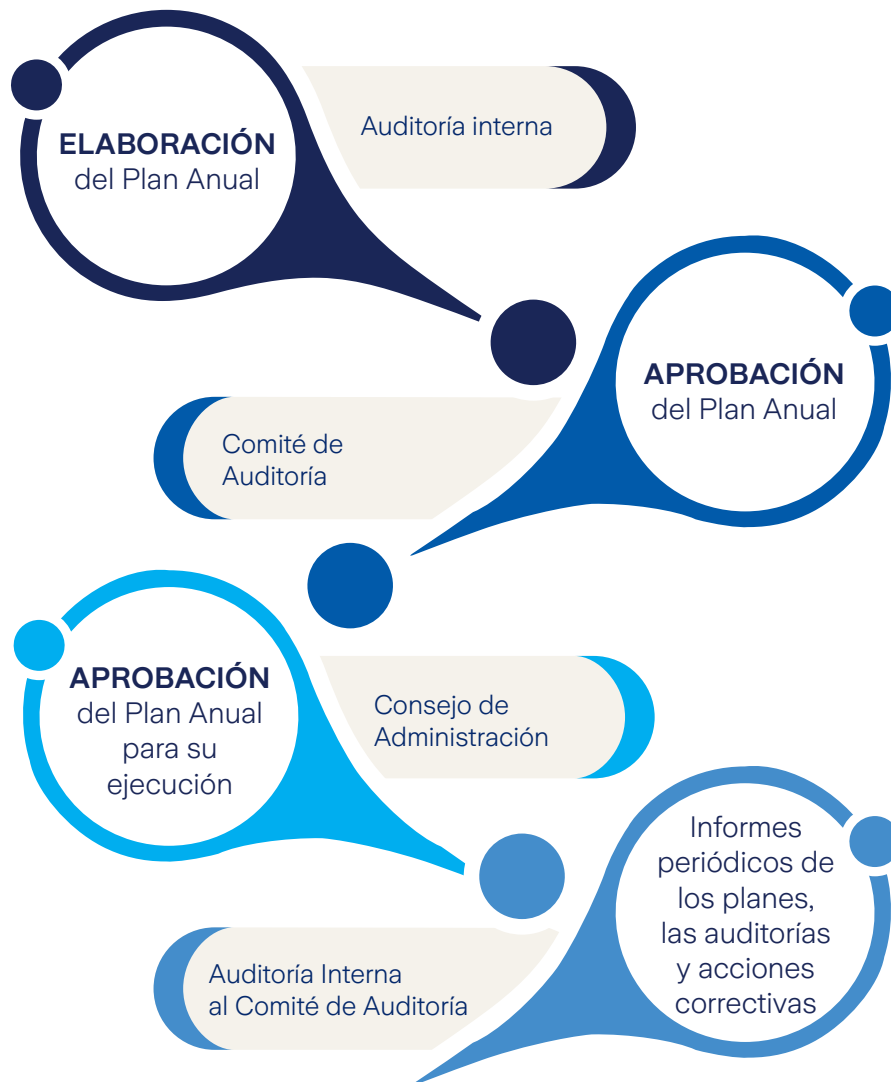 ELABORACIÓN
del Plan Anual
Auditoría interna
APROBACIÓN
del Plan Anual
Comité de
Auditoría
APROBACIÓN
del Plan Anual
para su
ejecución
Consejo de
Administración
Informes
periódicos de
los planes,
las auditorías
y acciones
correctivas
Auditoría Interna
al Comité de Auditoría